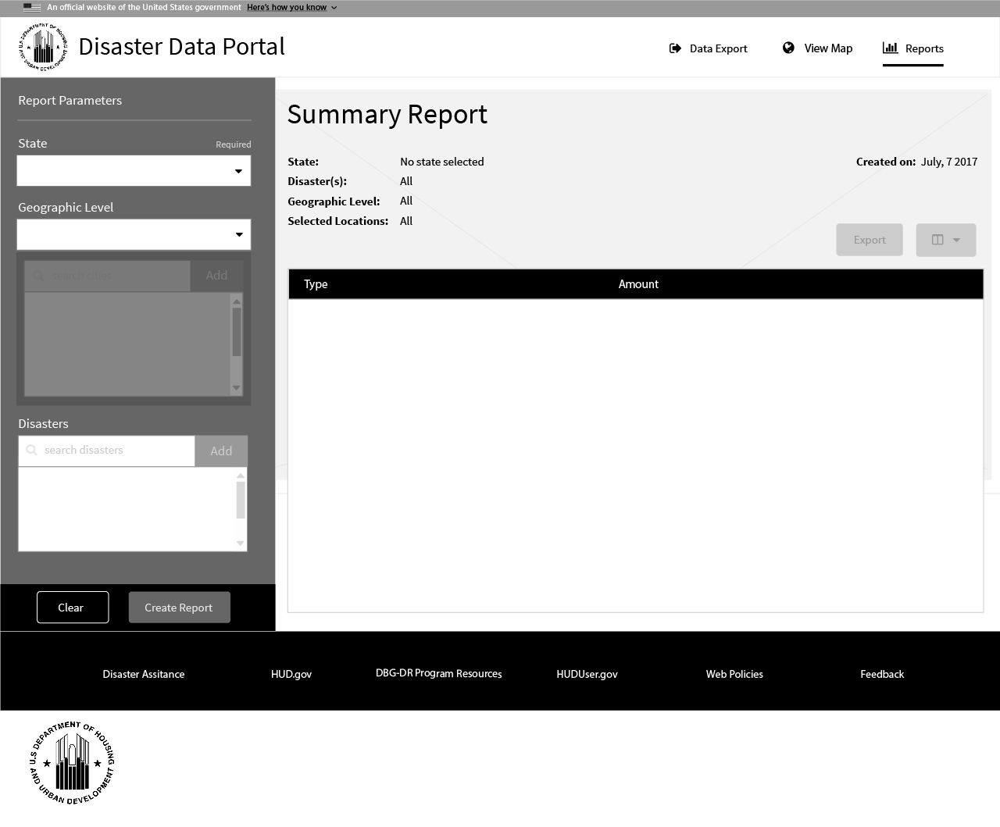 An official website of the United States government Here's how you know
U.S DEPARTMENT OF HOUSING AND URBAN DEVELOPMENT
Disaster Data Portal
Data Export
View Map
Reports
Report Parameters
State
Required
Geographic Level
search cities
Add
Disasters
search disasters
Add
Clear
Create Report
Summary Report
State: No state selected
Created on: July, 7 2017
Disaster(s): All
Geographic Level: All
Selected Locations: All
Export
Type Amount
Disaster Assitance
HUD.gov
DBG-DR Program Resources
HUDUser.gov
Web Policies
Feedback
U.S DEPARTMENT OF HOUSING AND URBAN DEVELOPMENT